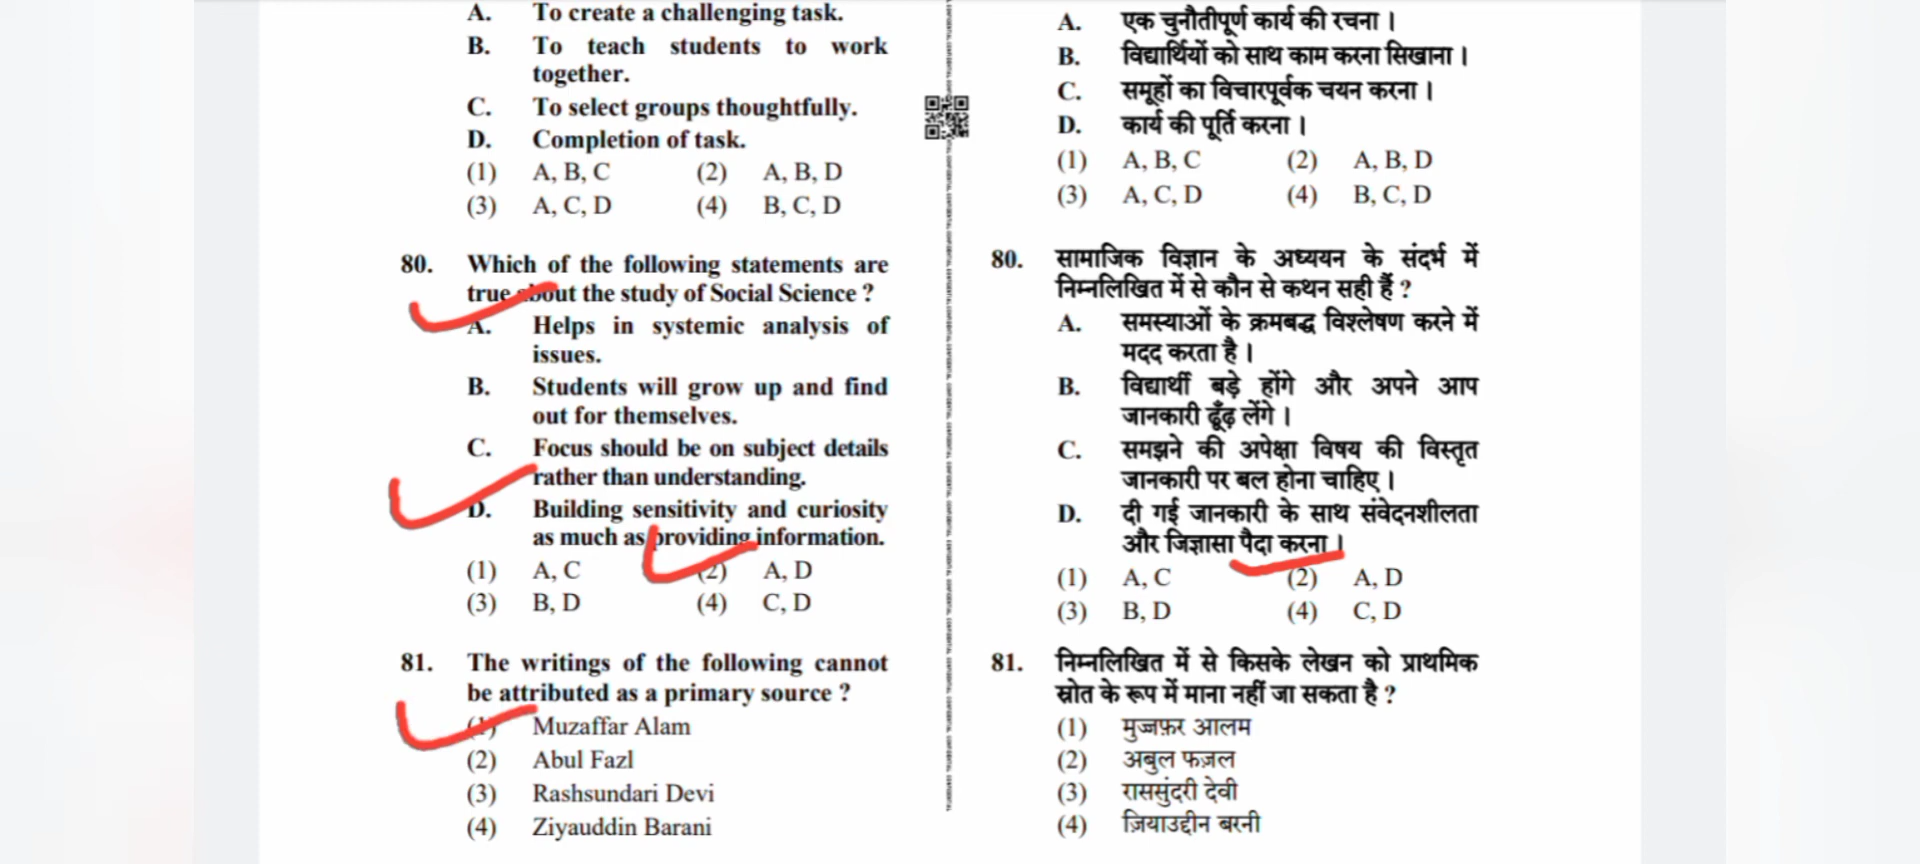 A. To create a challenging task.
B. To teach students to work
together.
C. To select groups thoughtfully.
D. Completion of task.
(1) A, B, C (2) A, B, D
(3) A, C, D (4) B, C, D
80. Which of the following statements are
true about the study of Social Science ?
A. Helps in systemic analysis of
issues.
B. Students will grow up and find
out for themselves.
C. Focus should be on subject details
rather than understanding.
D. Building sensitivity and curiosity
as much as providing information.
(1) A, C (2) A, D
(3) B, D (4) C, D
81. The writings of the following cannot
be attributed as a primary source ?
(1) Muzaffar Alam
(2) Abul Fazl
(3) Rashsundari Devi
(4) Ziyauddin Barani
A. एक चुनौतीपूर्ण कार्य की रचना ।
B. विद्यार्थियों को साथ काम करना सिखाना ।
C. समूहों का विचारपूर्वक चयन करना ।
D. कार्य की पूर्ति करना ।
(1) A, B, C (2) A, B, D
(3) A, C, D (4) B, C, D
80. सामाजिक विज्ञान के अध्ययन के संदर्भ में
निम्नलिखित में से कौन से कथन सही हैं ?
A. समस्याओं के क्रमबद्ध विश्लेषण करने में
मदद करता है ।
B. विद्यार्थी बड़े होंगे और अपने आप
जानकारी ढूँढ़ लेंगे ।
C. समझने की अपेक्षा विषय की विस्तृत
जानकारी पर बल होना चाहिए ।
D. दी गई जानकारी के साथ संवेदनशीलता
और जिज्ञासा पैदा करना ।
(1) A, C (2) A, D
(3) B, D (4) C, D
81. निम्नलिखित में से किसके लेखन को प्राथमिक
स्रोत के रूप में माना नहीं जा सकता है ?
(1) मुज्जफ़र आलम
(2) अबुल फज़ल
(3) राससुंदरी देवी
(4) ज़ियाउद्दीन बरनी